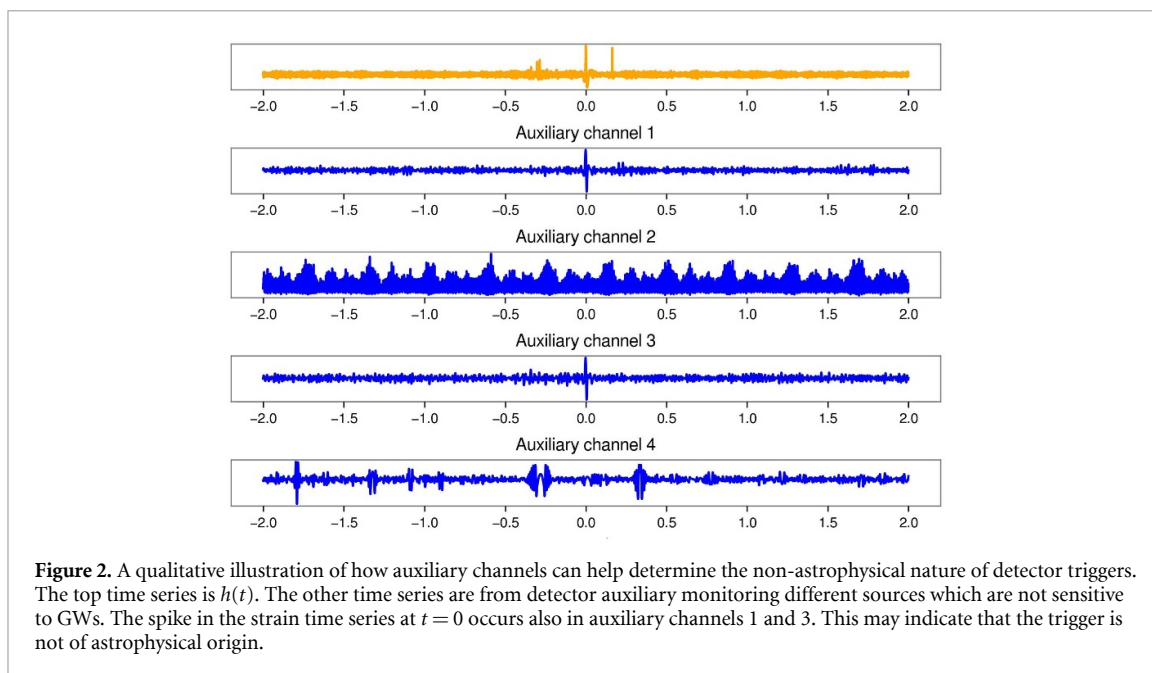 −2.0 −1.5 −1.0 −0.5 0.0 0.5 1.0 1.5 2.0
Auxiliary channel 1
−2.0 −1.5 −1.0 −0.5 0.0 0.5 1.0 1.5 2.0
Auxiliary channel 2
−2.0 −1.5 −1.0 −0.5 0.0 0.5 1.0 1.5 2.0
Auxiliary channel 3
−2.0 −1.5 −1.0 −0.5 0.0 0.5 1.0 1.5 2.0
Auxiliary channel 4
−2.0 −1.5 −1.0 −0.5 0.0 0.5 1.0 1.5 2.0
Figure 2. A qualitative illustration of how auxiliary channels can help determine the non-astrophysical nature of detector triggers.
The top time series is h(t). The other time series are from detector auxiliary monitoring different sources which are not sensitive
to GWs. The spike in the strain time series at t = 0 occurs also in auxiliary channels 1 and 3. This may indicate that the trigger is
not of astrophysical origin.